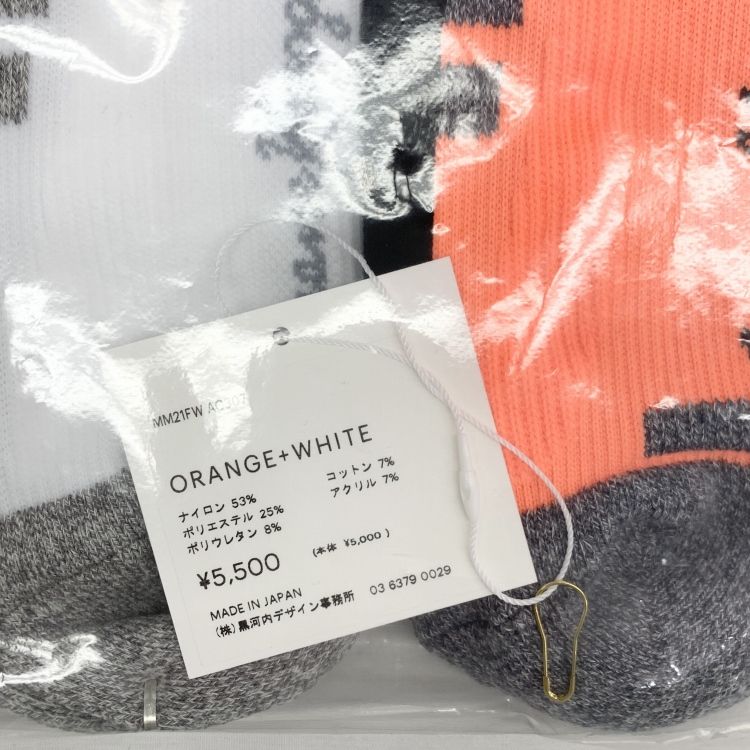 MM21FW AC307
ORANGE+WHITE
ナイロン 53% コットン 7%
ポリエステル 25% アクリル 7%
ポリウレタン 8%
¥5,500 (本体 ¥5,000 )
MADE IN JAPAN
(株)黒河内デザイン事務所 03 6379 0029